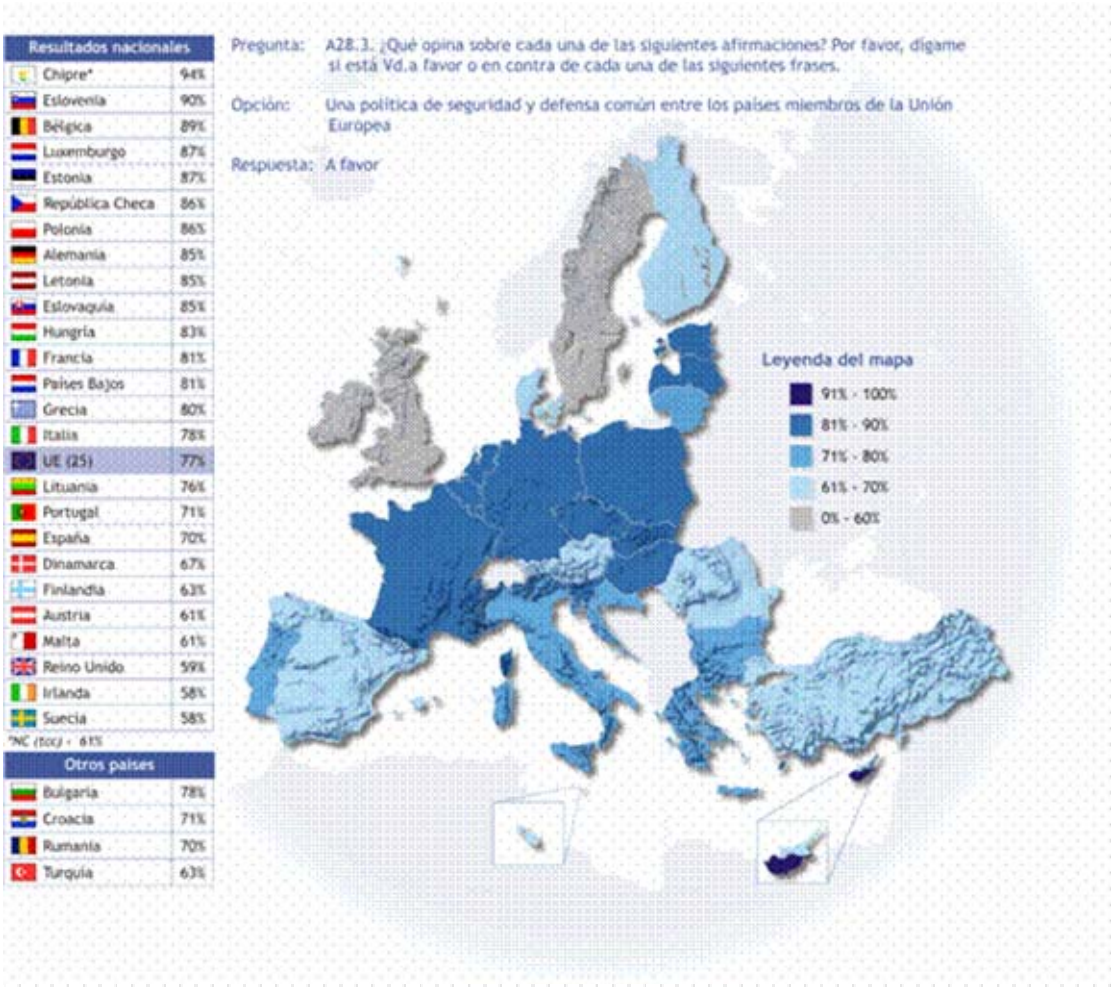 Resultados nacionales
Chipre* 94%
Eslovenia 90%
Bélgica 89%
Luxemburgo 87%
Estonia 87%
República Checa 86%
Polonia 86%
Alemania 85%
Letonia 85%
Eslovaquia 85%
Hungría 83%
Francia 81%
Países Bajos 81%
Grecia 80%
Italia 78%
UE (25) 77%
Lituania 76%
Portugal 71%
España 70%
Dinamarca 67%
Finlandia 63%
Austria 61%
Malta 61%
Reino Unido 59%
Irlanda 58%
Suecia 58%
*NC (tcc) - 61%
Otros países
Bulgaria 78%
Croacia 71%
Rumania 70%
Turquía 63%
Pregunta: A28.3. ¿Qué opina sobre cada una de las siguientes afirmaciones? Por favor, dígame
si está Vd.a favor o en contra de cada una de las siguientes frases.
Opción: Una política de seguridad y defensa común entre los países miembros de la Unión
Europea
Respuesta: A favor
Leyenda del mapa
91% - 100%
81% - 90%
71% - 80%
61% - 70%
0% - 60%